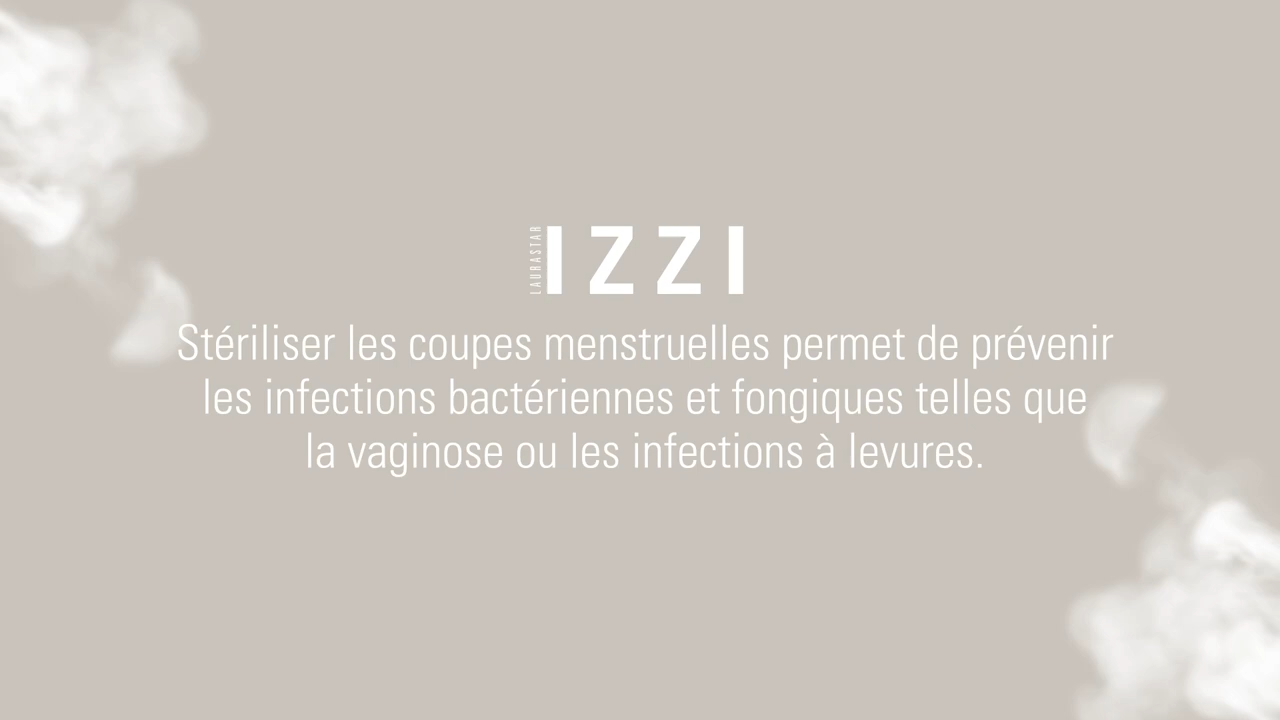 LAURASTAR
IZZI
Stériliser les coupes menstruelles permet de prévenir
les infections bactériennes et fongiques telles que
la vaginose ou les infections à levures.